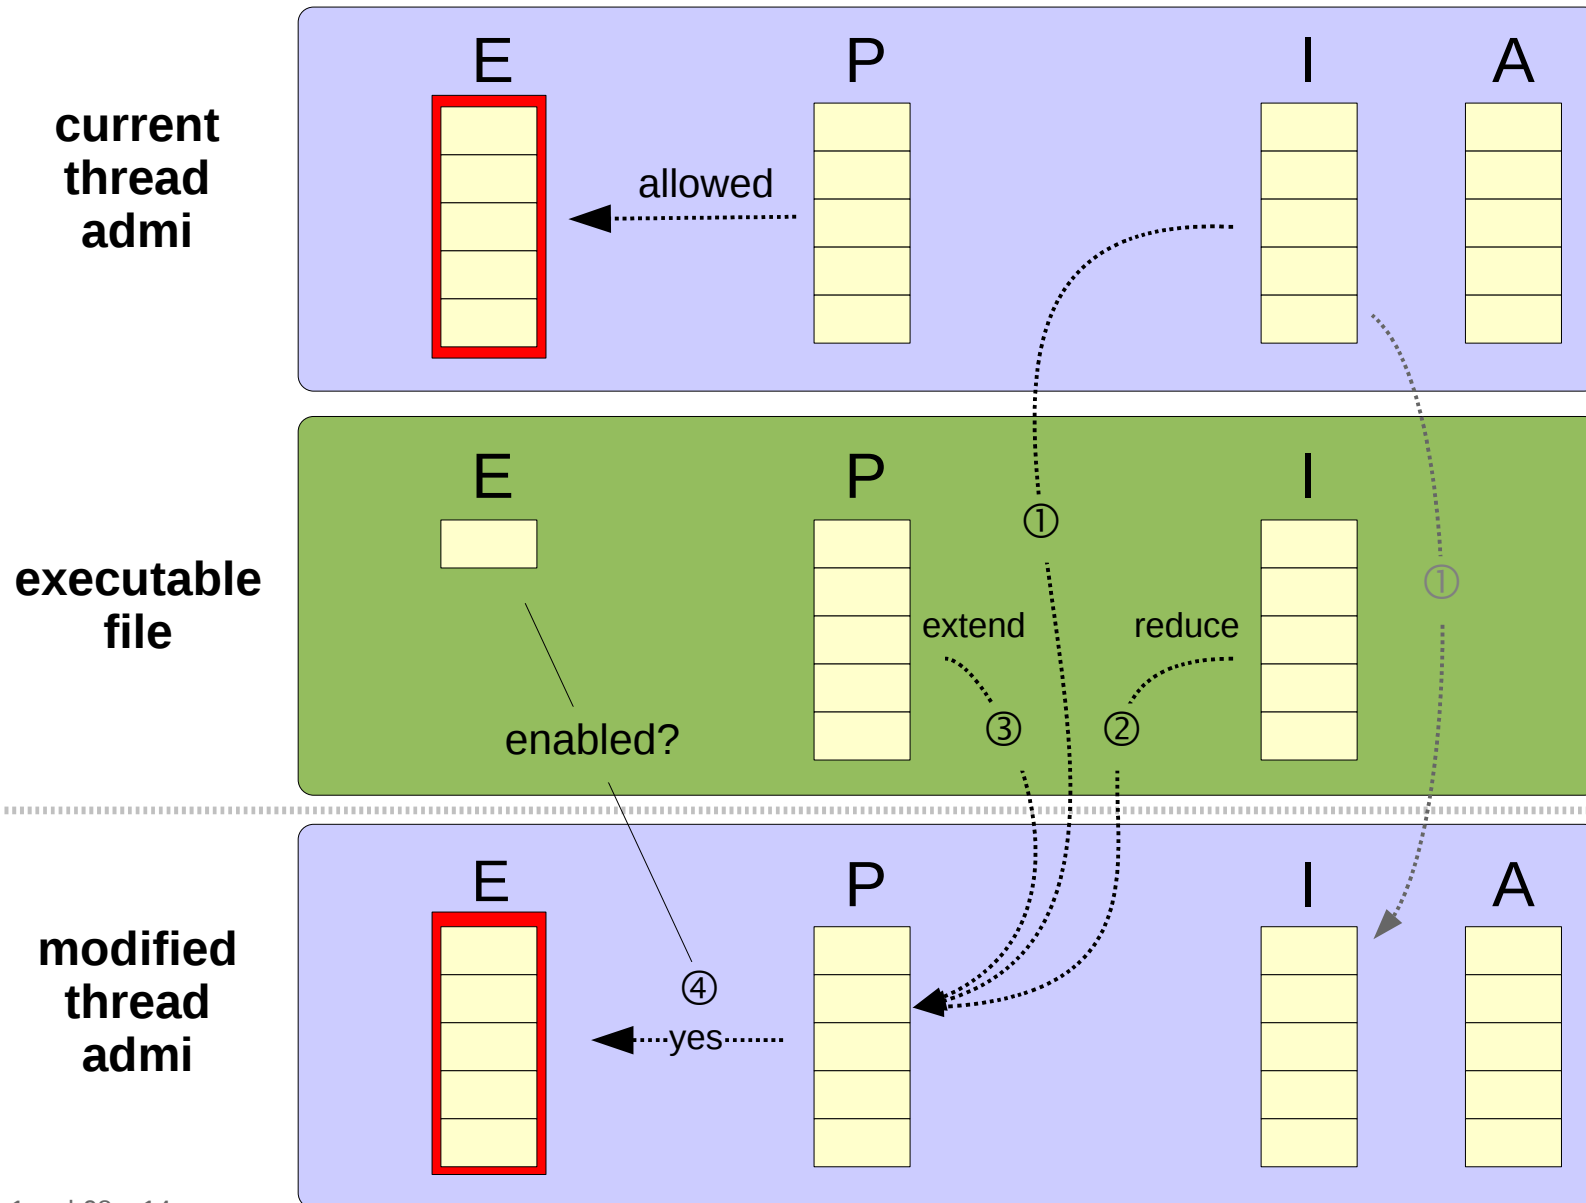 E P I A
current
thread
admi
allowed
E P I
①
executable
file
①
extend reduce
③ ②
enabled?
E P I A
modified
thread
admi
④
yes